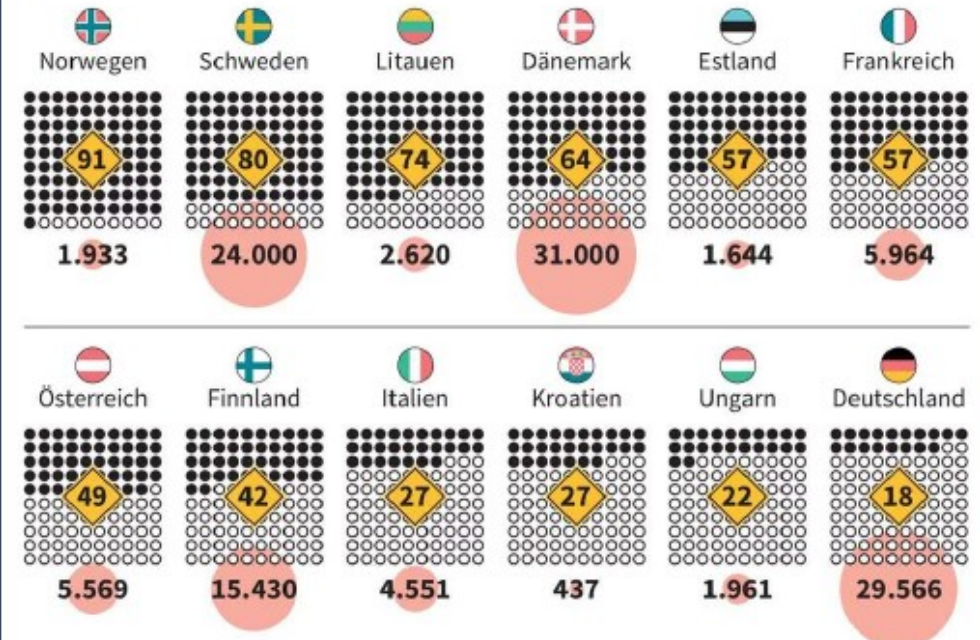 Norwegen Schweden Litauen Dänemark Estland Frankreich
91 80 74 64 57 57
1.933 24.000 2.620 31.000 1.644 5.964
Österreich Finnland Italien Kroatien Ungarn Deutschland
49 42 27 27 22 18
5.569 15.430 4.551 437 1.961 29.566